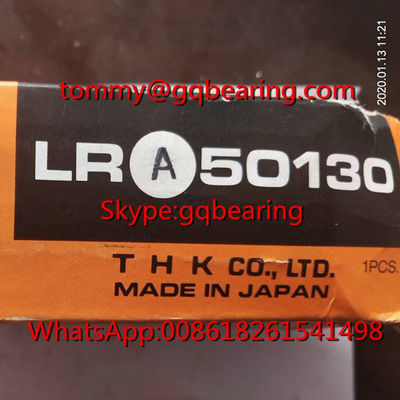 2020.01.13 11:21
tommy@gqbearing.com
LR A 50130
Skype:gqbearing
T H K CO., LTD. 1PCS.
MADE IN JAPAN
WhatsApp:008618261541498